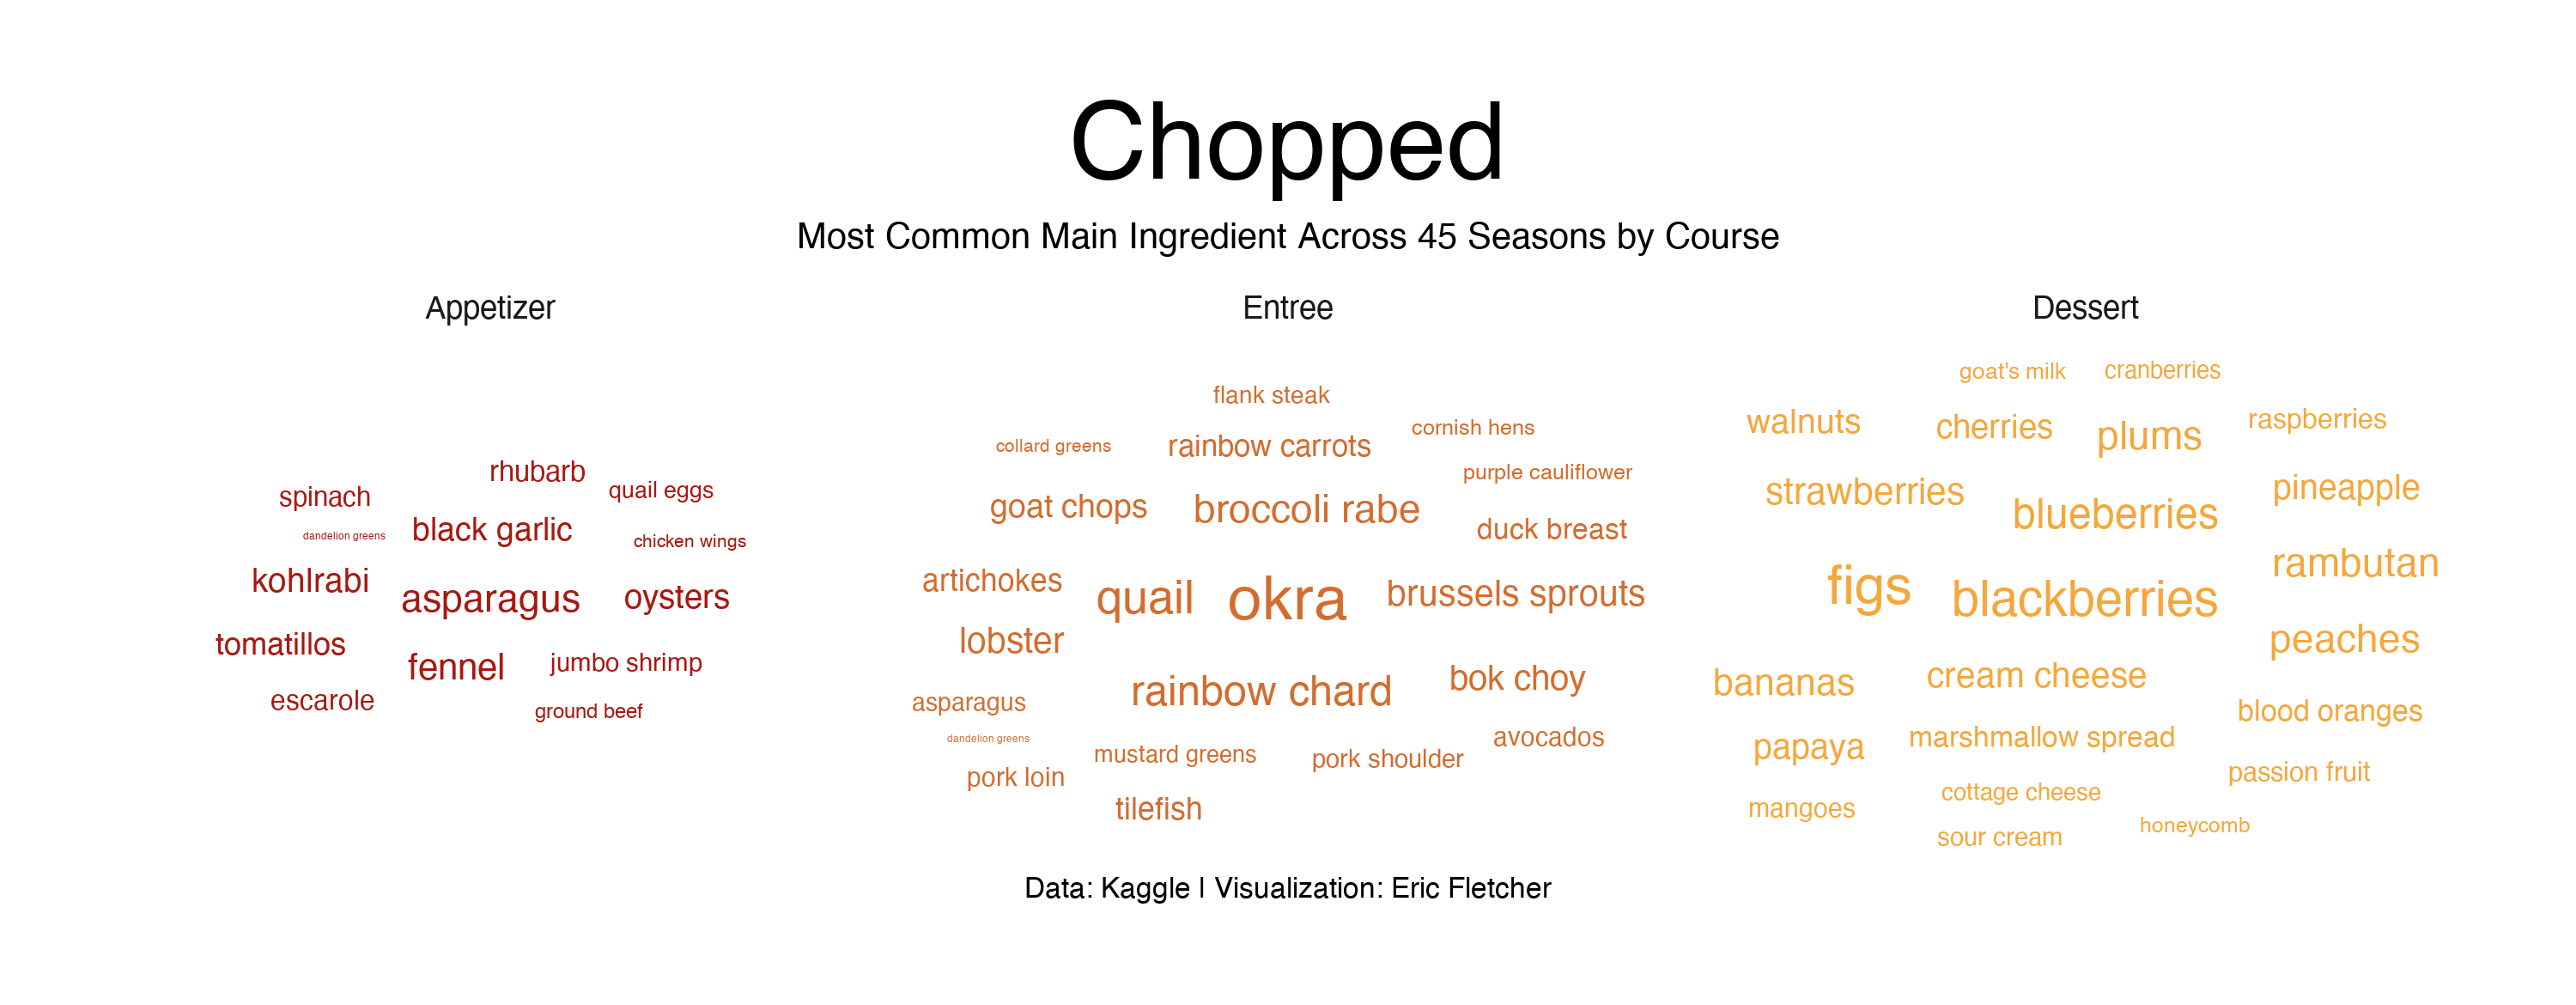 Chopped
Most Common Main Ingredient Across 45 Seasons by Course
Appetizer
rhubarb
quail eggs
spinach
black garlic
dandelion greens
chicken wings
kohlrabi
asparagus
oysters
tomatillos
fennel
jumbo shrimp
escarole
ground beef
Entree
flank steak
cornish hens
collard greens
rainbow carrots
purple cauliflower
goat chops
broccoli rabe
duck breast
artichokes
quail
okra
brussels sprouts
lobster
rainbow chard
bok choy
asparagus
dandelion greens
mustard greens
pork shoulder
avocados
pork loin
tilefish
Dessert
goat's milk
cranberries
walnuts
cherries
plums
raspberries
strawberries
blueberries
pineapple
rambutan
figs
blackberries
peaches
bananas
cream cheese
blood oranges
papaya
marshmallow spread
passion fruit
mangoes
cottage cheese
honeycomb
sour cream
Data: Kaggle | Visualization: Eric Fletcher